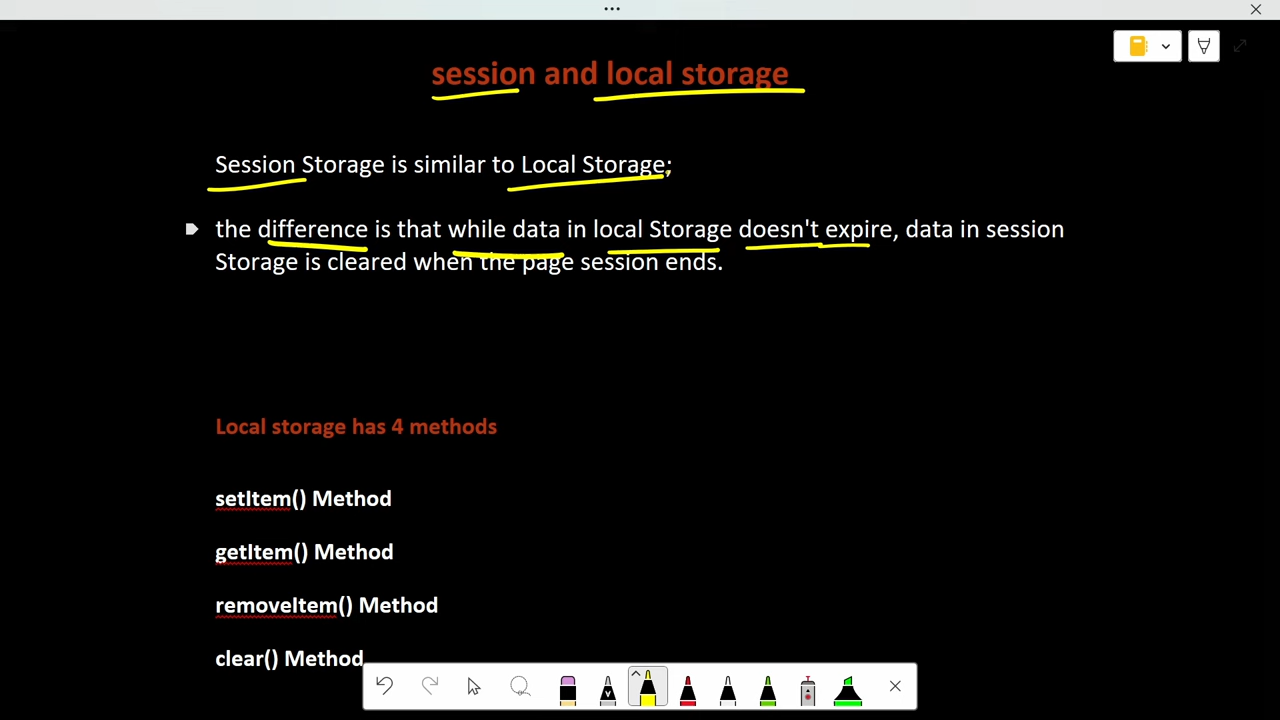 session and local storage
Session Storage is similar to Local Storage;
the difference is that while data in local Storage doesn't expire, data in session
Storage is cleared when the page session ends.
Local storage has 4 methods
setItem() Method
getItem() Method
removeItem() Method
clear() Method